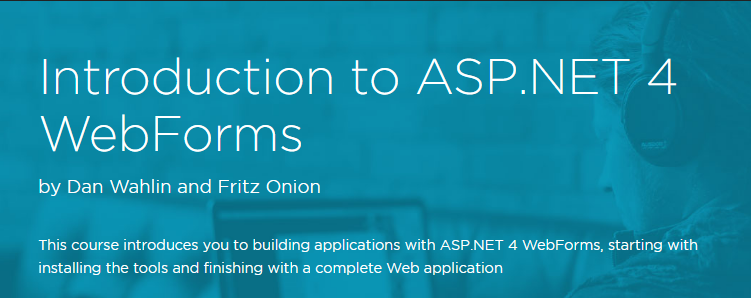 Introduction to ASP.NET 4
WebForms
by Dan Wahlin and Fritz Onion
This course introduces you to building applications with ASP.NET 4 WebForms, starting with
installing the tools and finishing with a complete Web application